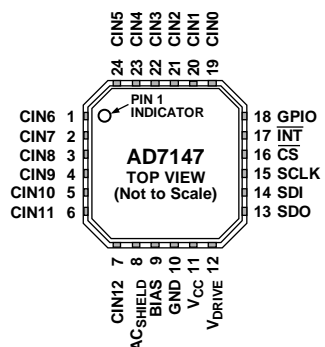 24 CIN5
23 CIN4
22 CIN3
21 CIN2
20 CIN1
19 CIN0
PIN 1
INDICATOR
AD7147
TOP VIEW
(Not to Scale)
CIN6 1
CIN7 2
CIN8 3
CIN9 4
CIN10 5
CIN11 6
18 GPIO
17 INT
16 CS
15 SCLK
14 SDI
13 SDO
CIN12 7
ACSHIELD 8
BIAS 9
GND 10
VCC 11
VDRIVE 12